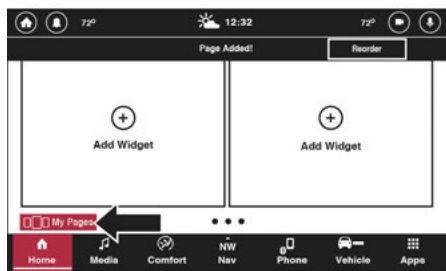 72° 12:32 72°
Page Added! Reorder
Add Widget Add Widget
My Pages
NW
Home Media Comfort Nav Phone Vehicle Apps